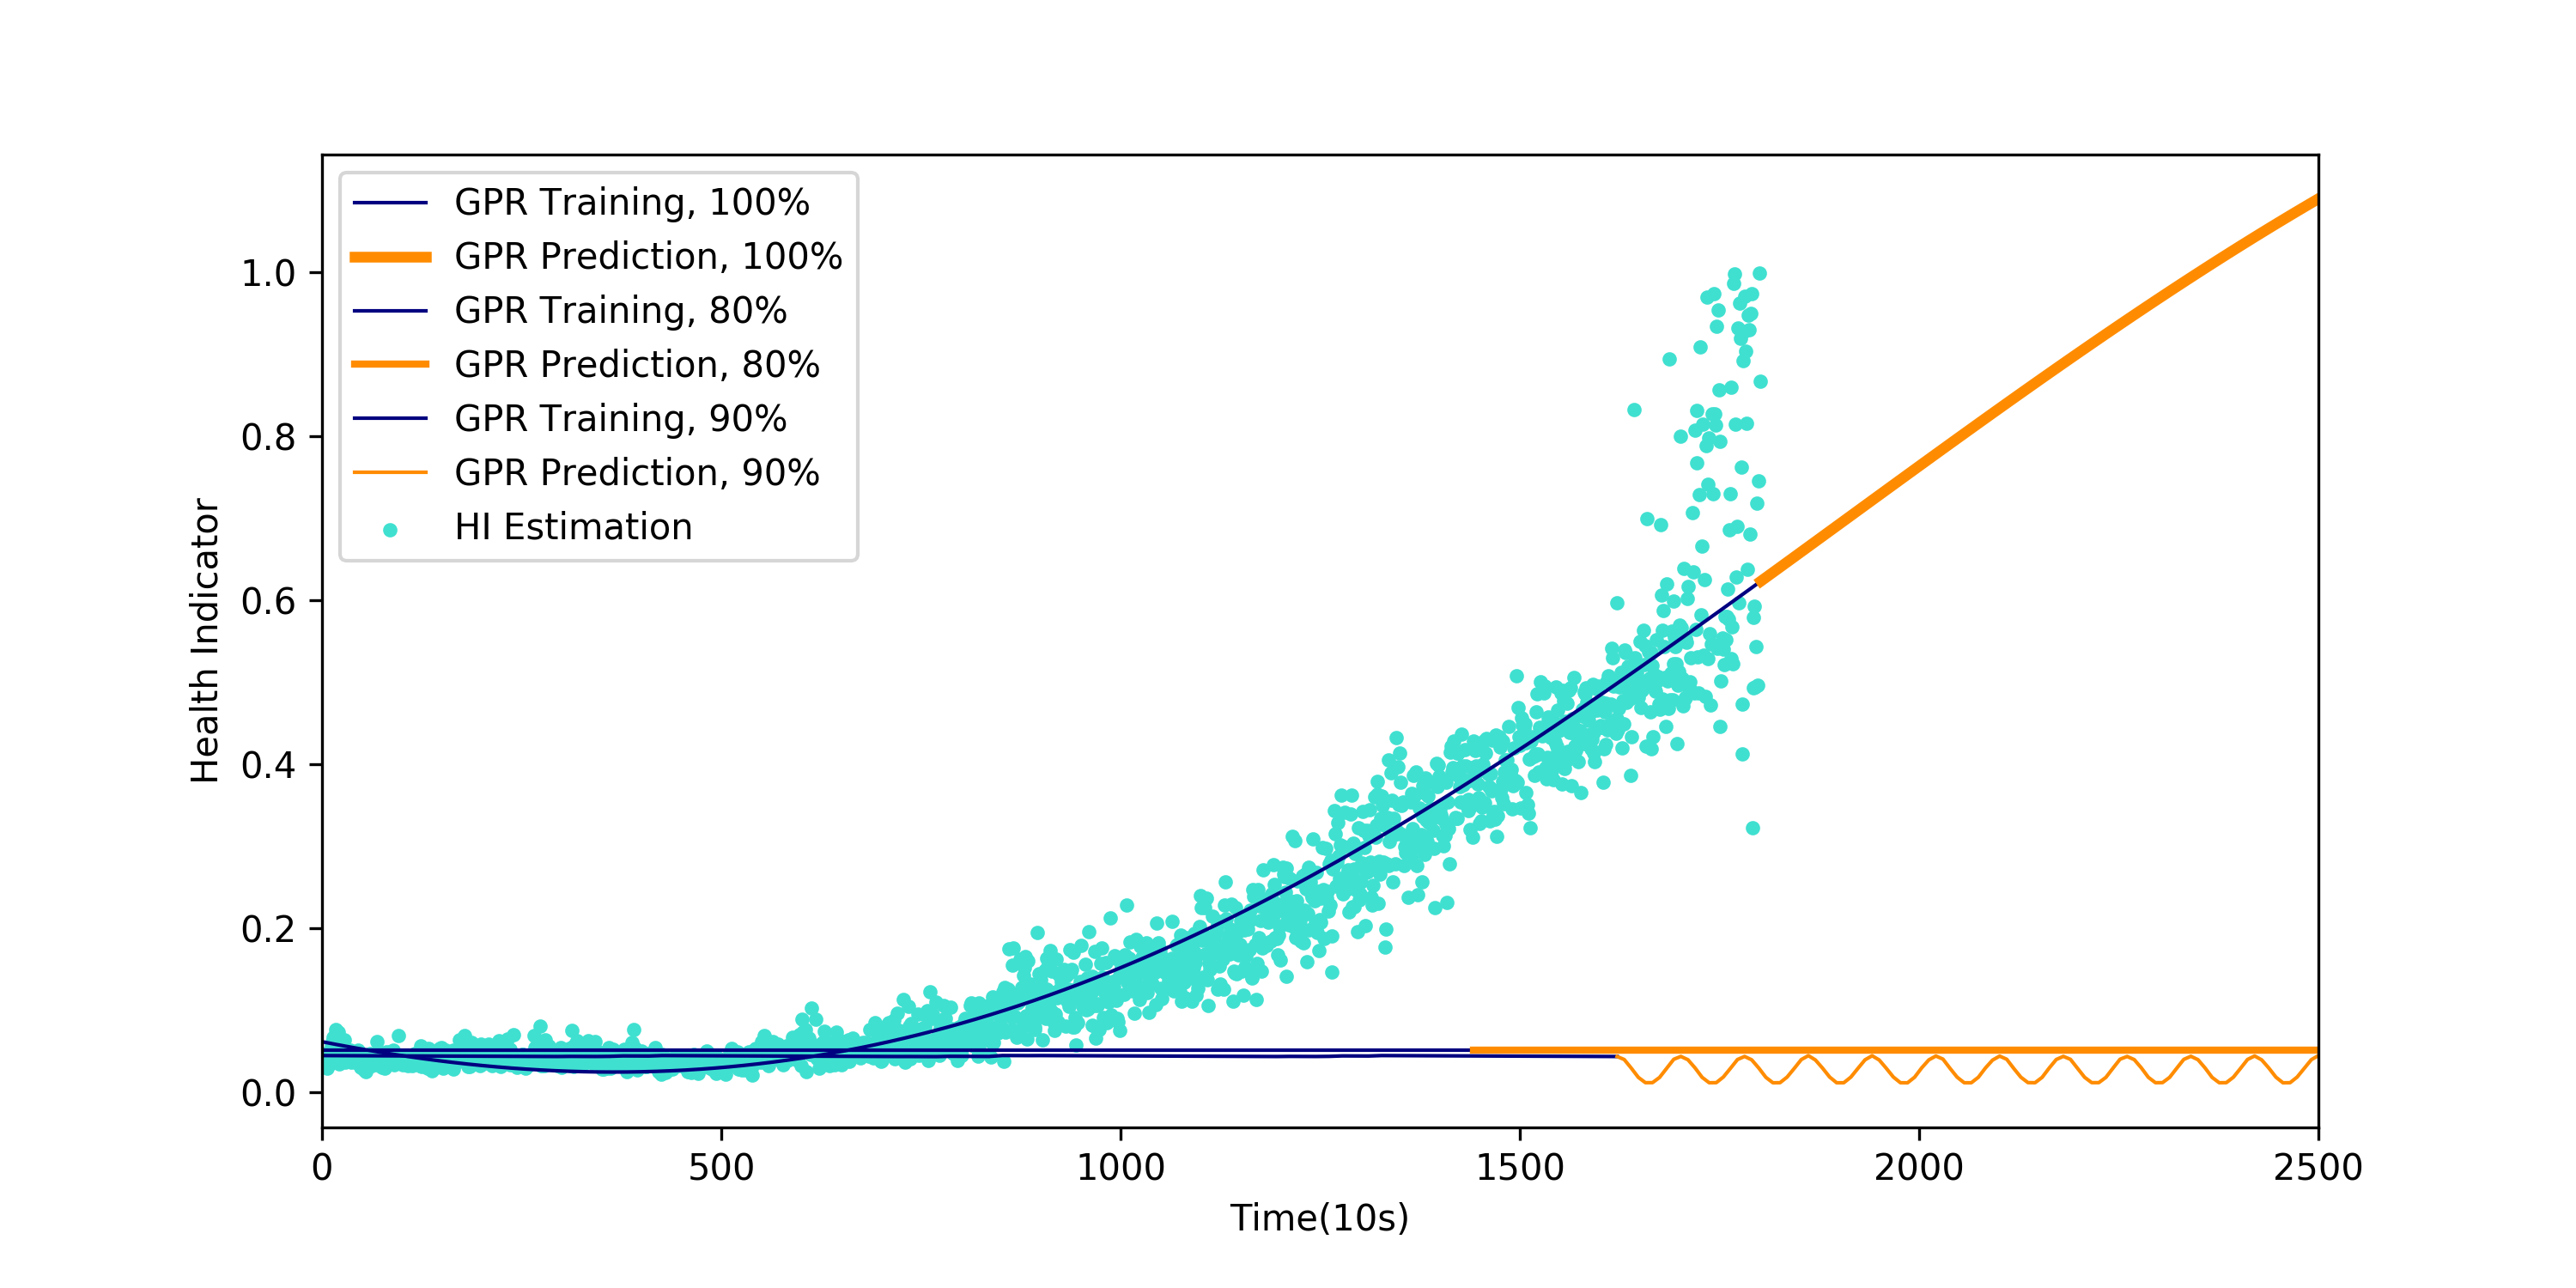 GPR Training, 100%
GPR Prediction, 100%
GPR Training, 80%
GPR Prediction, 80%
GPR Training, 90%
GPR Prediction, 90%
HI Estimation
Health Indicator
1.0
0.8
0.6
0.4
0.2
0.0
0 500 1000 1500 2000 2500
Time(10s)